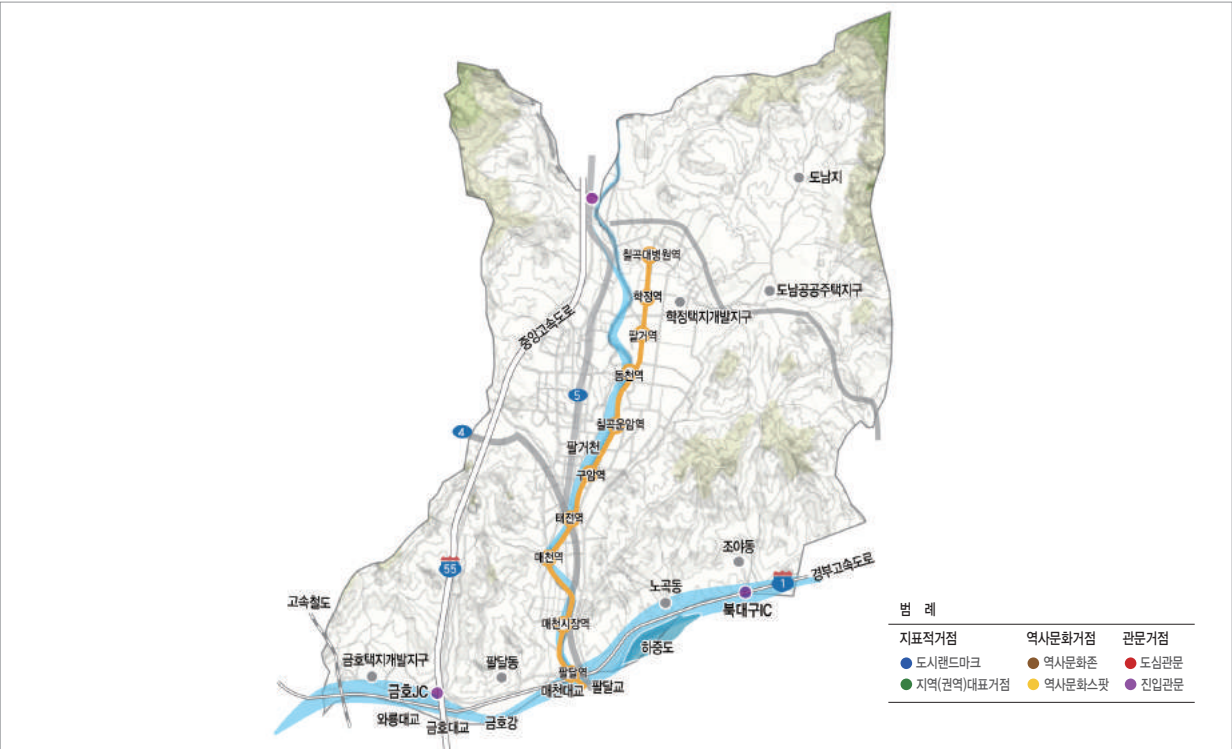 도남지
칠곡대병원역
도남공공주택지구
학정역
학정택지개발지구
중앙고속도로
팔거역
동천역
5
칠곡운암역
4
팔거천
구암역
태전역
조야동
매천역
경부고속도로
55
1
노곡동
고속철도
북대구IC
매천시장역
하중도
금호택지개발지구
팔달동
팔달역
금호JC
매천대교
팔달교
와룡대교
금호대교
금호강
범 례
지표적거점
역사문화거점
관문거점
도시랜드마크
역사문화존
도심관문
지역(권역)대표거점
역사문화스팟
진입관문